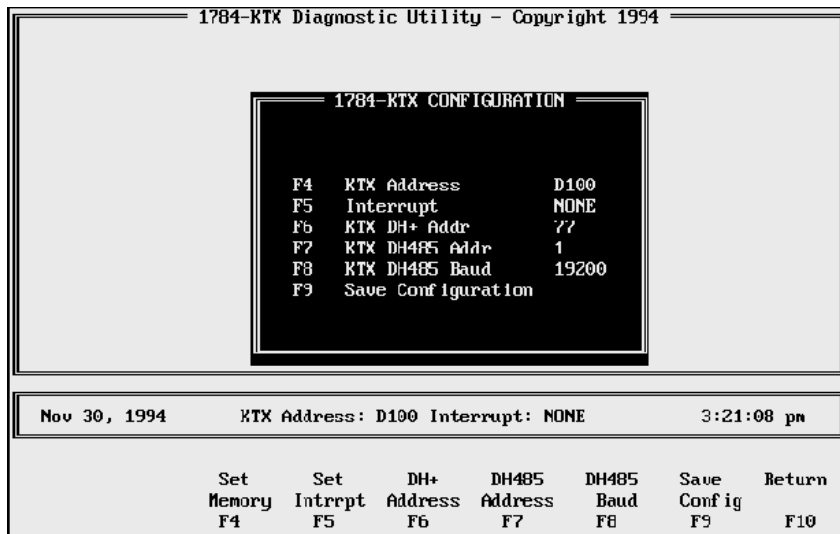 1784-KTX Diagnostic Utility - Copyright 1994
1784-KTX CONFIGURATION
F4 KTX Address D100
F5 Interrupt NONE
F6 KTX DH+ Addr 77
F7 KTX DH485 Addr 1
F8 KTX DH485 Baud 19200
F9 Save Configuration
Nov 30, 1994 KTX Address: D100 Interrupt: NONE 3:21:08 pm
Set Set DH+ DH485 DH485 Save Return
Memory Intrrpt Address Address Baud Config
F4 F5 F6 F7 F8 F9 F10